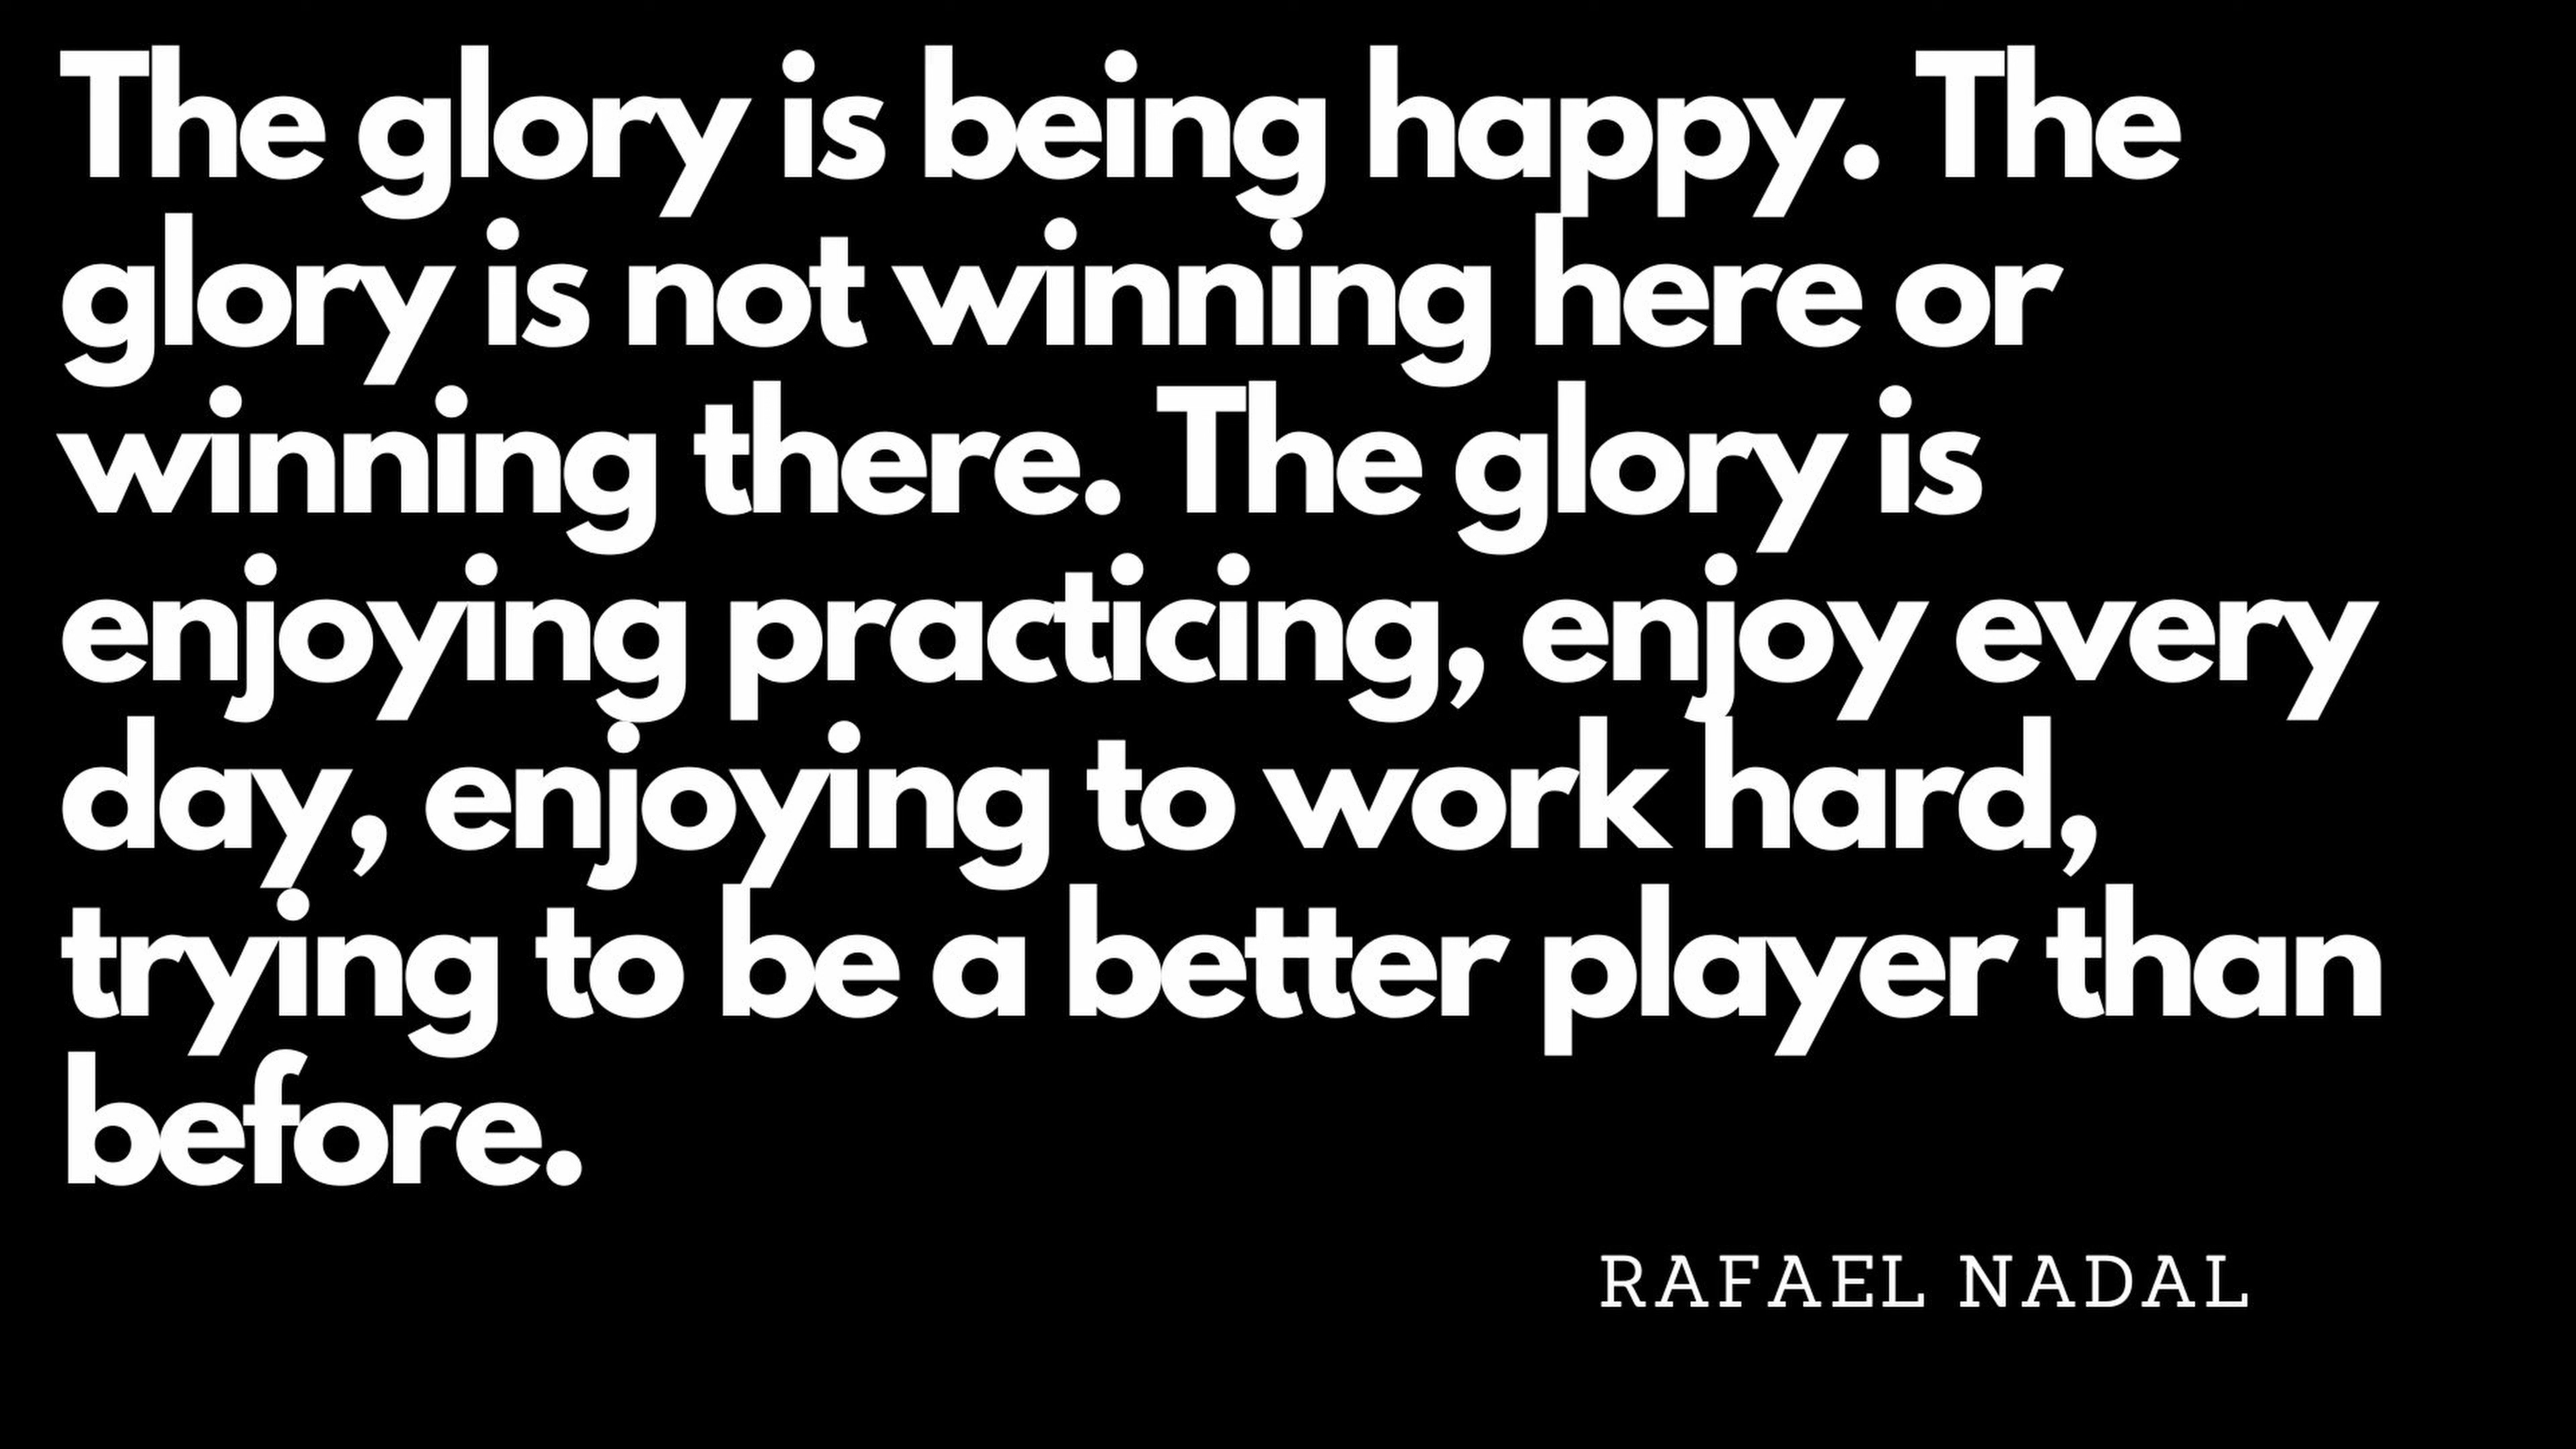 The glory is being happy. The
glory is not winning here or
winning there. The glory is
enjoying practicing, enjoy every
day, enjoying to work hard,
trying to be a better player than
before.
RAFAEL NADAL